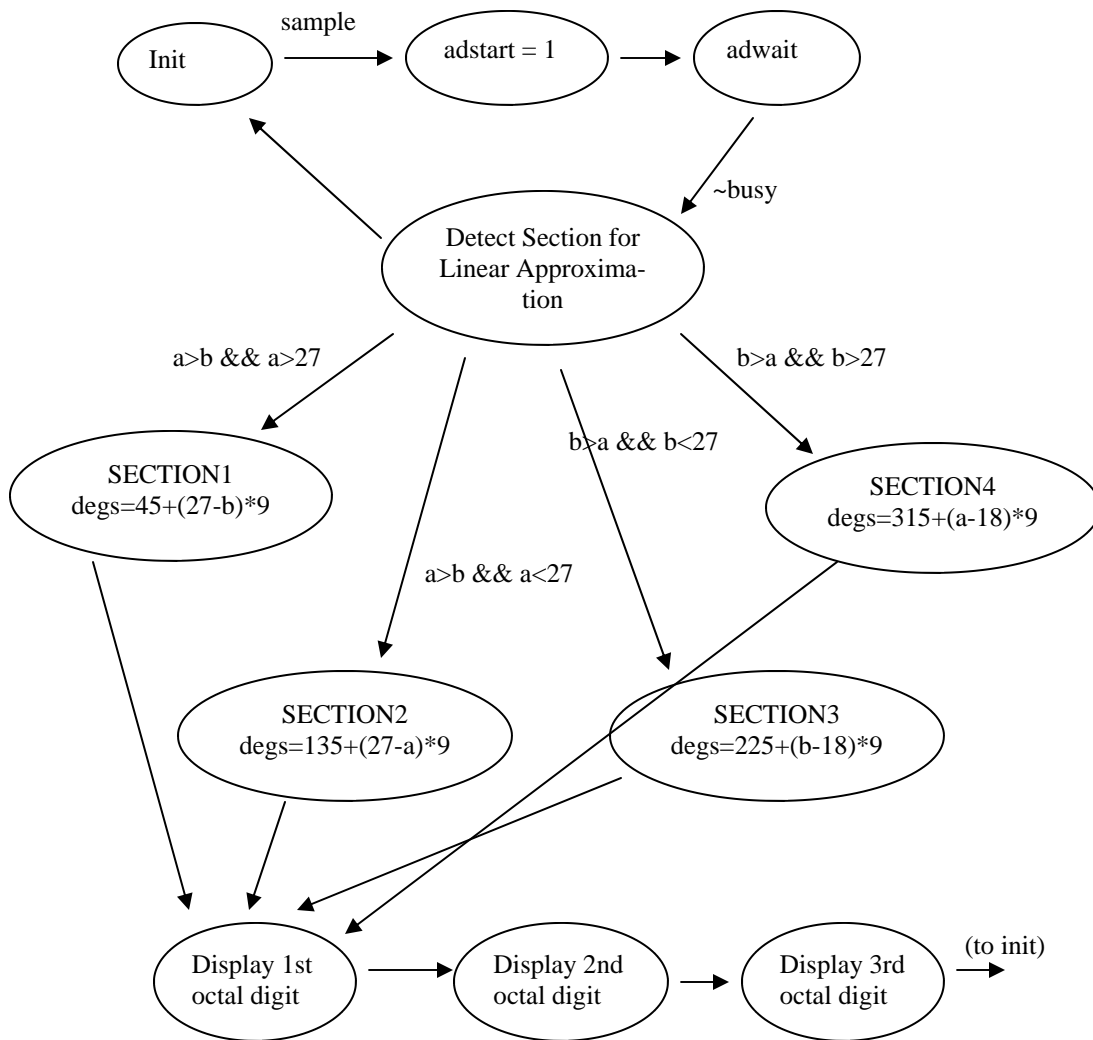 sample
Init
adstart = 1
adwait
~busy
Detect Section for
Linear Approxima-
tion
a>b && a>27
b>a && b>27
b>a && b<27
SECTION1
degs=45+(27-b)*9
SECTION4
degs=315+(a-18)*9
a>b && a<27
SECTION2
degs=135+(27-a)*9
SECTION3
degs=225+(b-18)*9
Display 1st
octal digit
Display 2nd
octal digit
Display 3rd
octal digit
(to init)